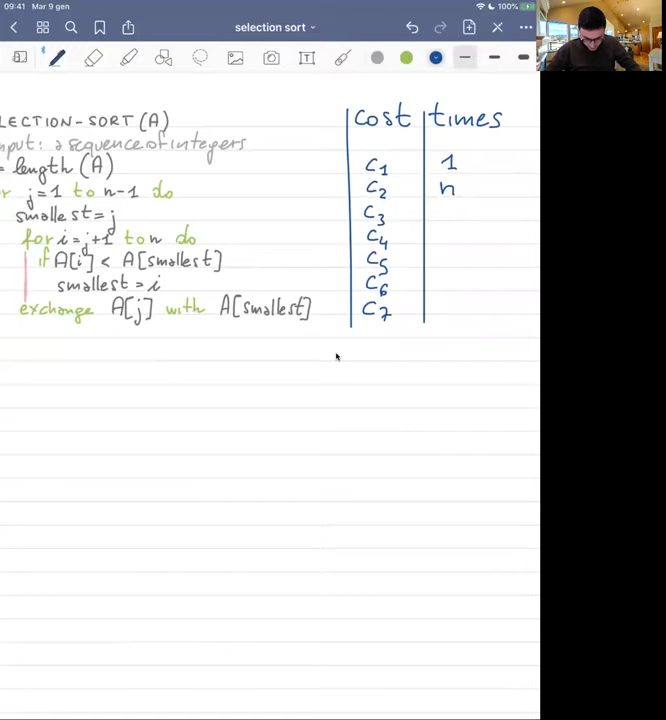 09:41 Mar 9 gen 100%
selection sort
LECTION-SORT (A)
nput: a sequence of integers
= length (A)
r j=1 to n-1 do
smallest = j
for i=j+1 to n do
if A[i] < A[smallest]
smallest = i
exchange A[j] with A[smallest]
cost times
C1 1
C2 n
C3
C4
C5
C6
C7